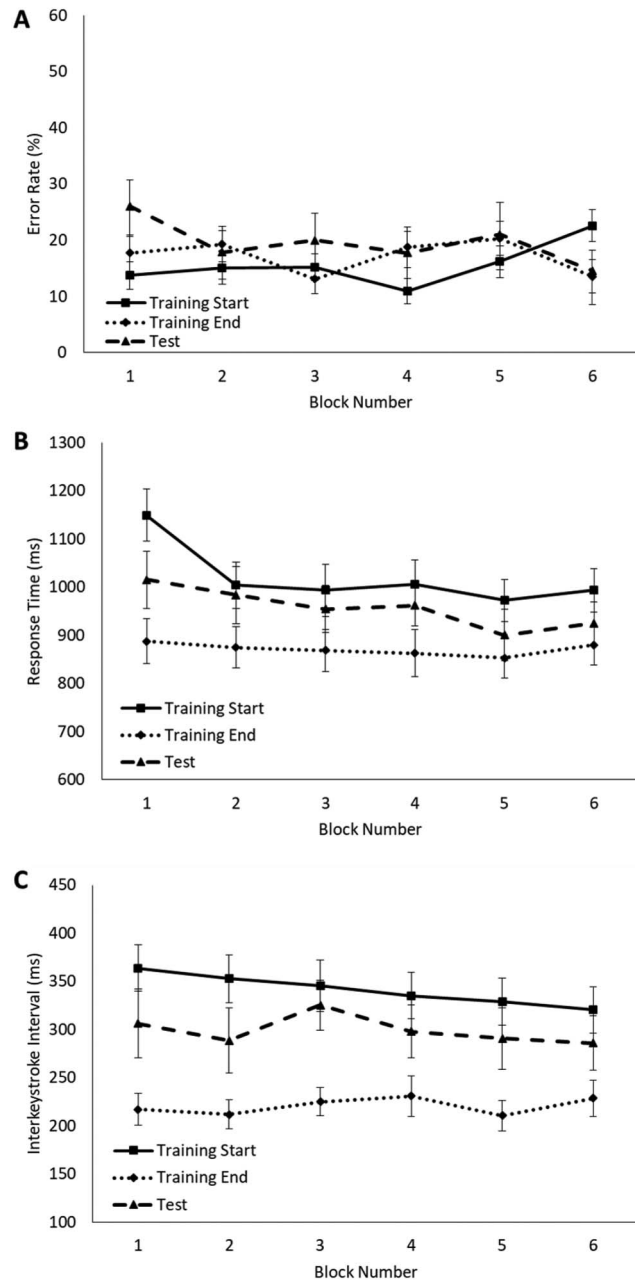 A
60
50
40
30
20
10
0
Error Rate (%)
Training Start
Training End
Test
1 2 3 4 5 6
Block Number
B
1300
1200
1100
1000
900
800
700
600
Response Time (ms)
Training Start
Training End
Test
1 2 3 4 5 6
Block Number
C
450
400
350
300
250
200
150
100
Interkeystroke Interval (ms)
Training Start
Training End
Test
1 2 3 4 5 6
Block Number